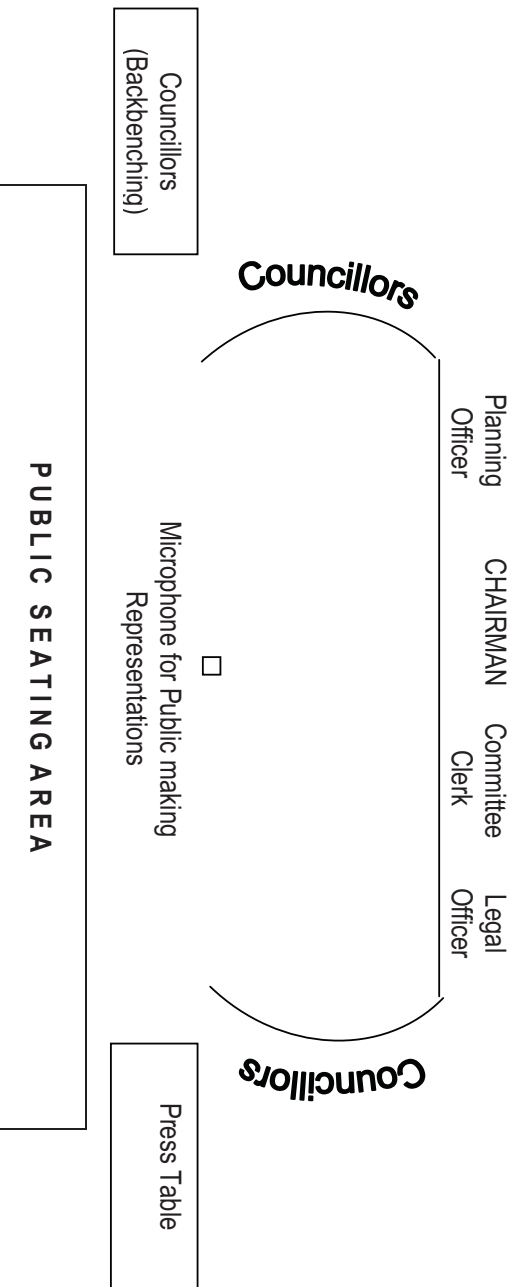 Planning
Officer
CHAIRMAN
Committee
Clerk
Legal
Officer
Councillors
Councillors
Councillors
(Backbenching)
Microphone for Public making
Representations
Press Table
PUBLIC SEATING AREA